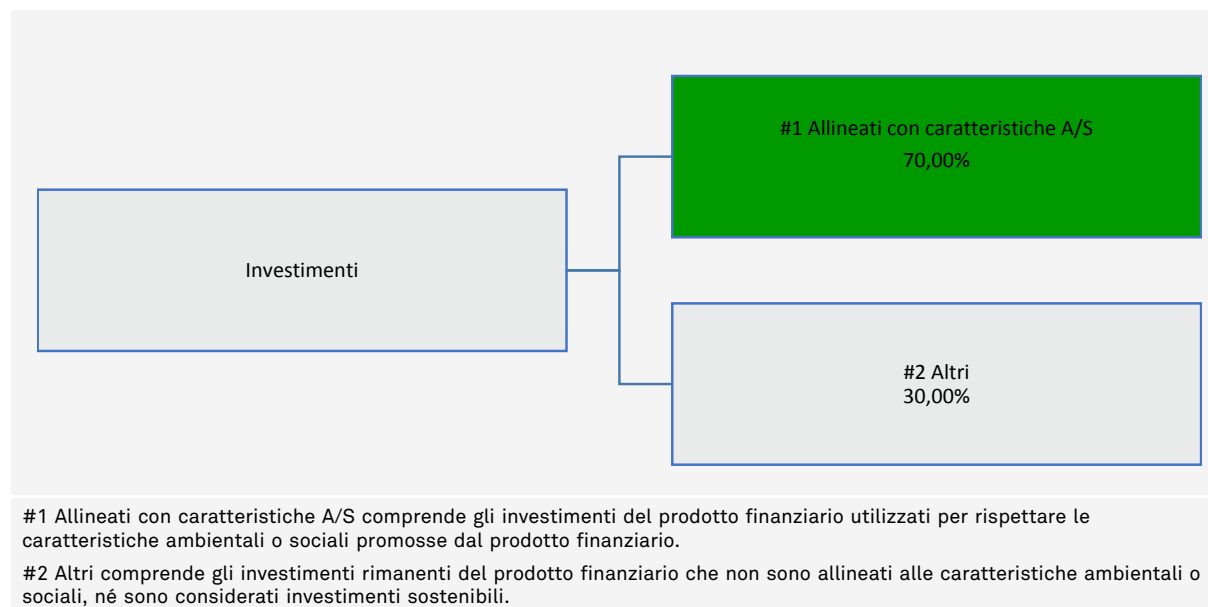 #1 Allineati con caratteristiche A/S
70,00%
Investimenti
#2 Altri
30,00%
#1 Allineati con caratteristiche A/S comprende gli investimenti del prodotto finanziario utilizzati per rispettare le
caratteristiche ambientali o sociali promosse dal prodotto finanziario.
#2 Altri comprende gli investimenti rimanenti del prodotto finanziario che non sono allineati alle caratteristiche ambientali o
sociali, né sono considerati investimenti sostenibili.